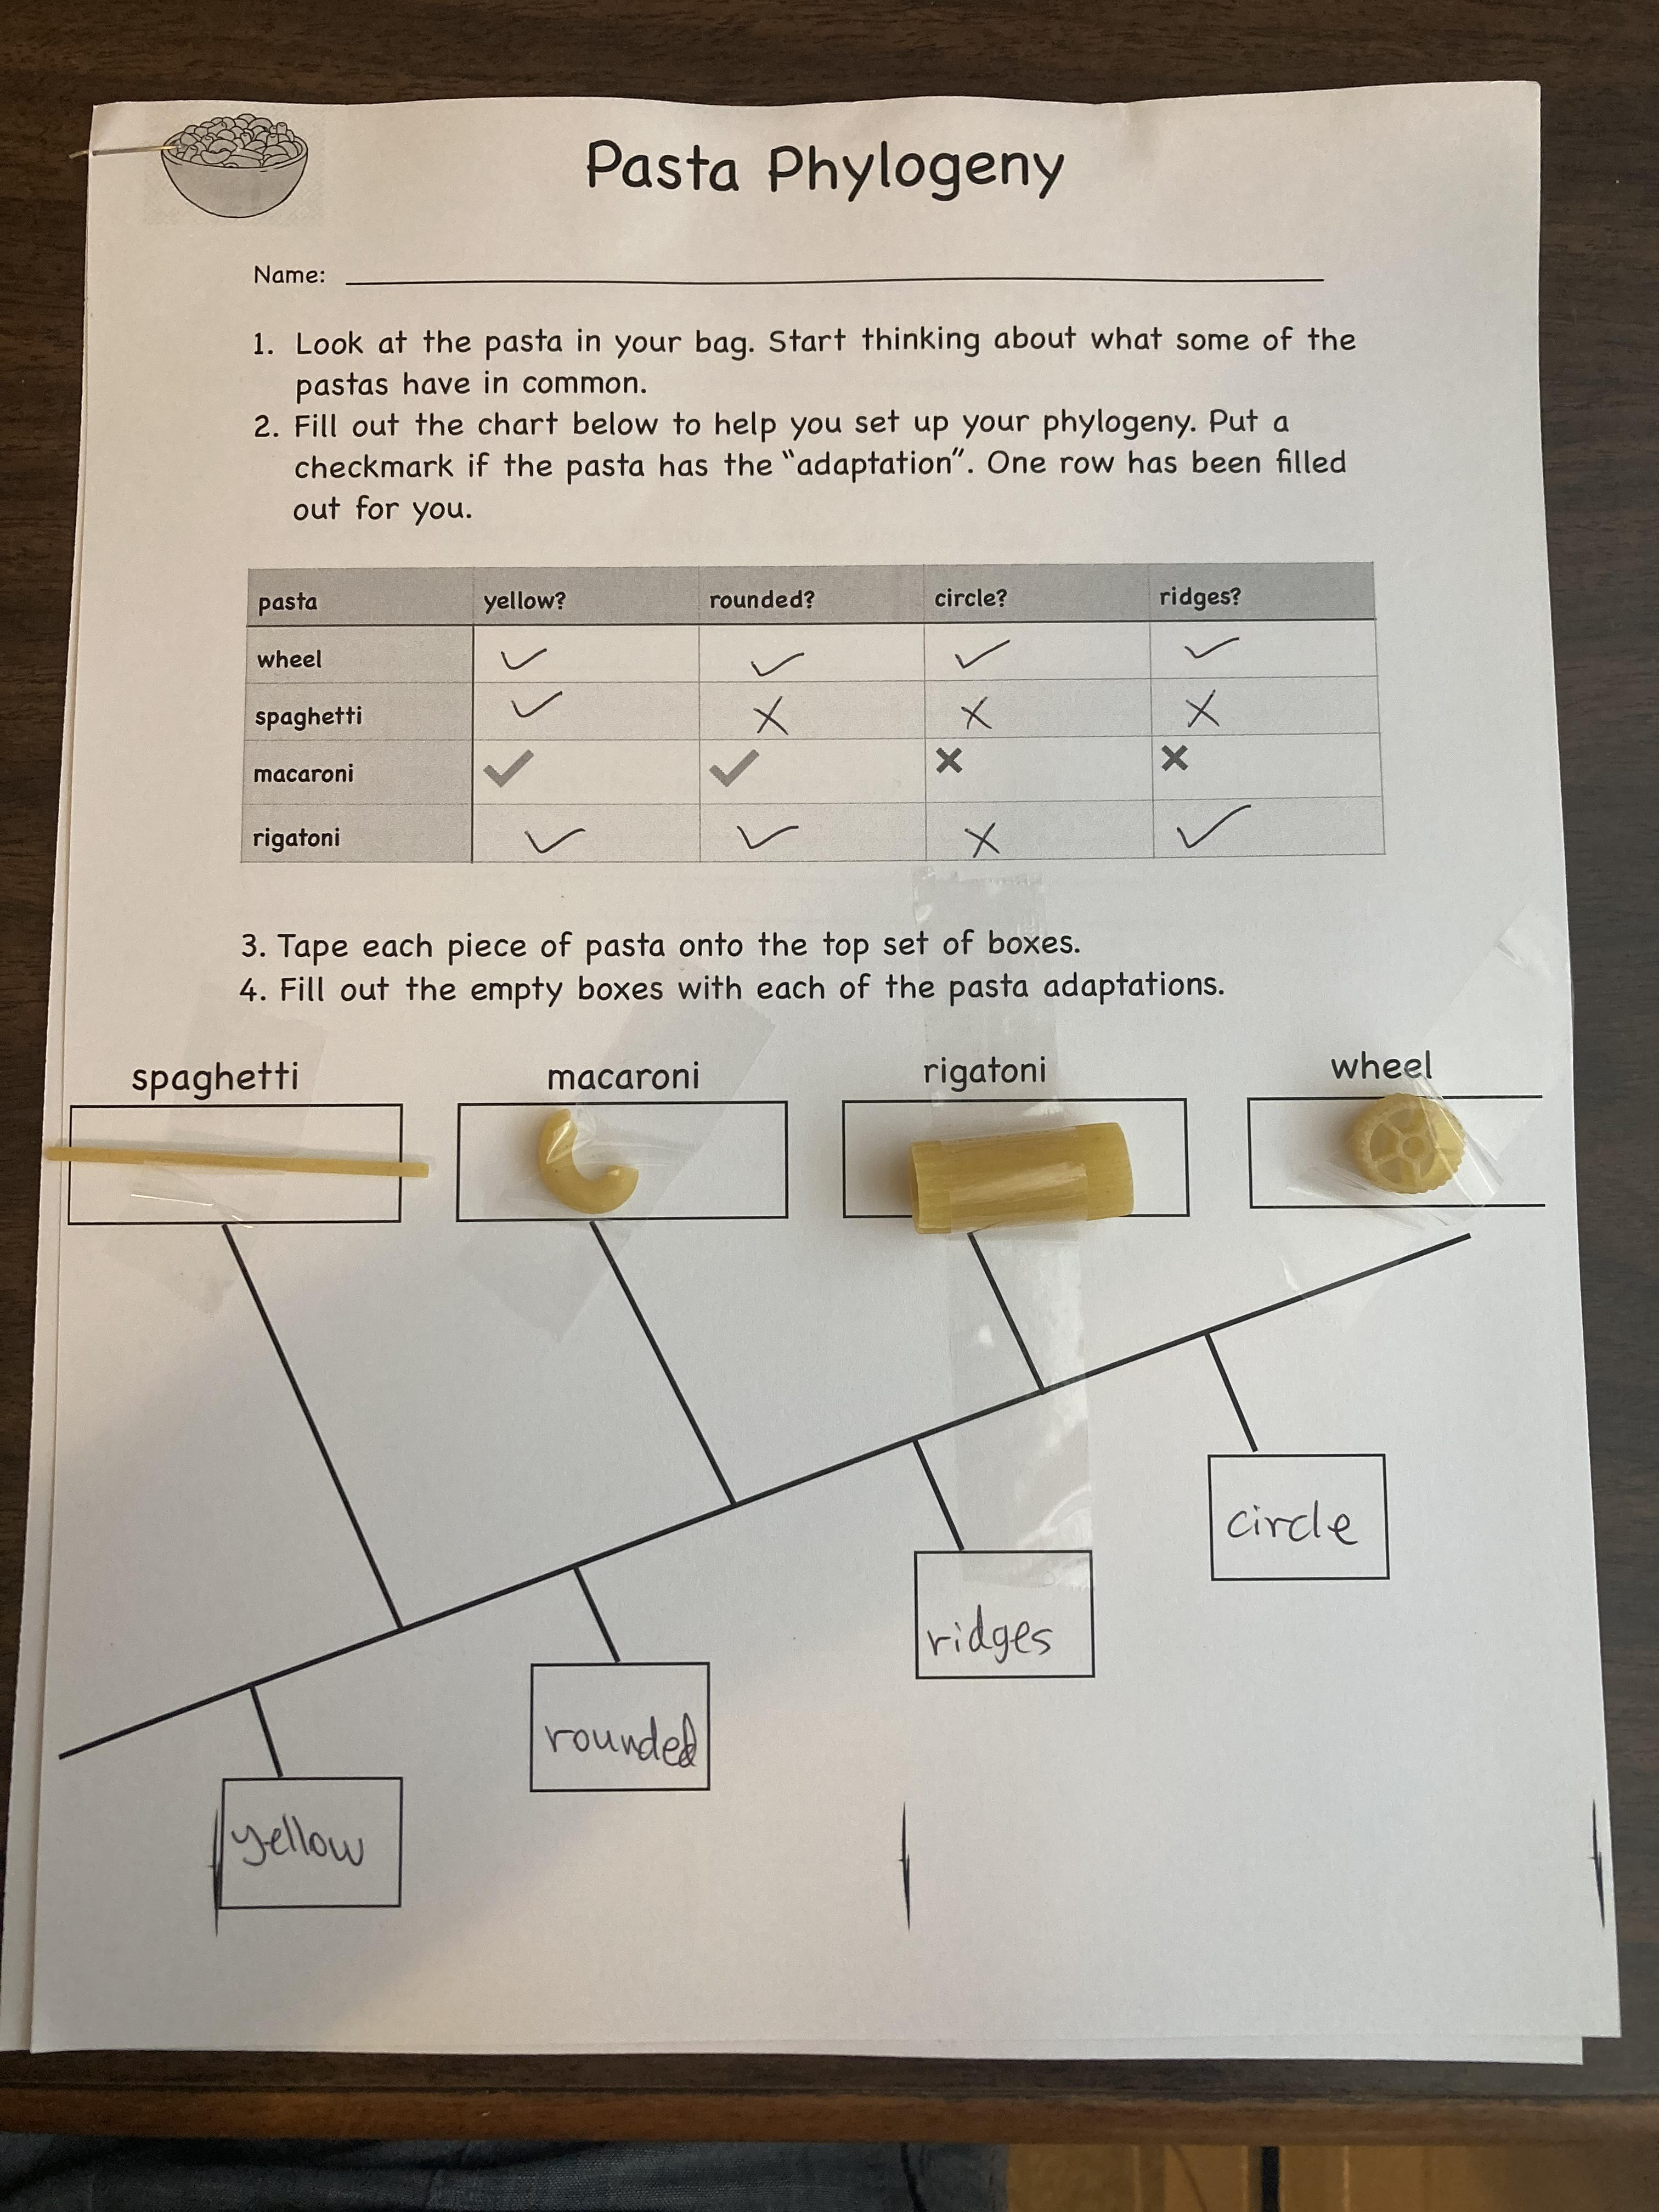 Pasta Phylogeny
Name:
1. Look at the pasta in your bag. Start thinking about what some of the
pastas have in common.
2. Fill out the chart below to help you set up your phylogeny. Put a
checkmark if the pasta has the “adaptation”. One row has been filled
out for you.
pasta yellow? rounded? circle? ridges?
wheel ✓ ✓ ✓ ✓
spaghetti ✓ X X X
macaroni ✔ ✔ ✖ ✖
rigatoni ✓ ✓ X ✓
3. Tape each piece of pasta onto the top set of boxes.
4. Fill out the empty boxes with each of the pasta adaptations.
spaghetti macaroni rigatoni wheel
circle
ridges
rounded
yellow